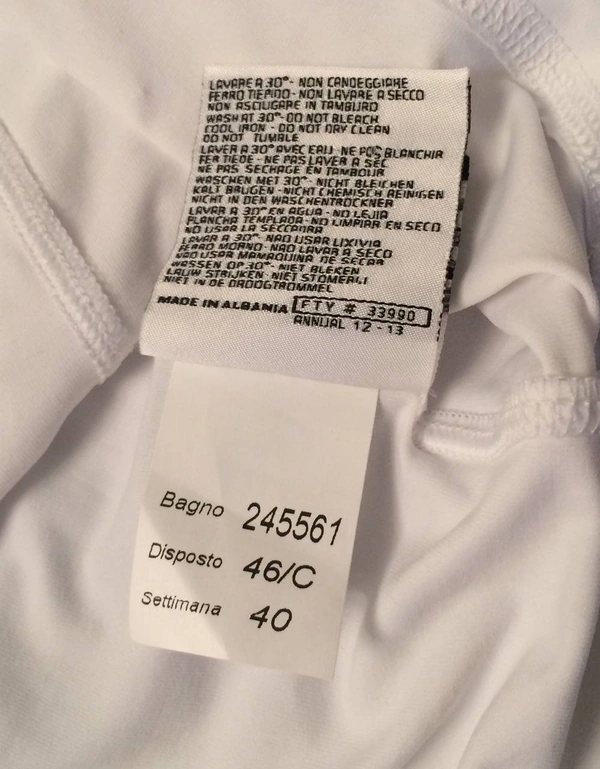 LAVARE A 30°- NON CANDEGGIARE
FERRO TIEPIDO - NON LAVARE A SECCO
NON ASCIUGARE IN TAMBURO
WASH AT 30°- DO NOT BLEACH
COOL IRON - DO NOT DRY CLEAN
DO NOT TUMBLE
LAVER A 30° AVEC EAU - NE PAS BLANCHIR
FER TIEDE - NE PAS LAVER A SEC
NE PAS SECHAGE EN TAMBOUR
WASCHEN MET 30°- NICHT BLEICHEN
KALT BRUGEN - NICHT CHEMISCH REINIGEN
NICHT IN DEN WASCHENTROCKNER
LAVAR A 30° EN AGUA - NO LEJIA
PLANCHA TEMPLADA - NO LIMPIAR EN SECO
NO USAR LA SECCADRA
LAVAR A 30°- NAO USAR LIXIVIA
FERRO MORNO - NAO LAVAR A SECO
NAO USAR MAMAQUINA DE SECAR
WASSEN OP 30°- NIET BLEKEN
LAUW STRIJKEN - NIET STOMERIJ
NIET IN DE DROOGTROMMEL
MADE IN ALBANIA FTY # 33990
ANNUAL 12 - 13
Bagno 245561
Disposto 46/C
Settimana 40